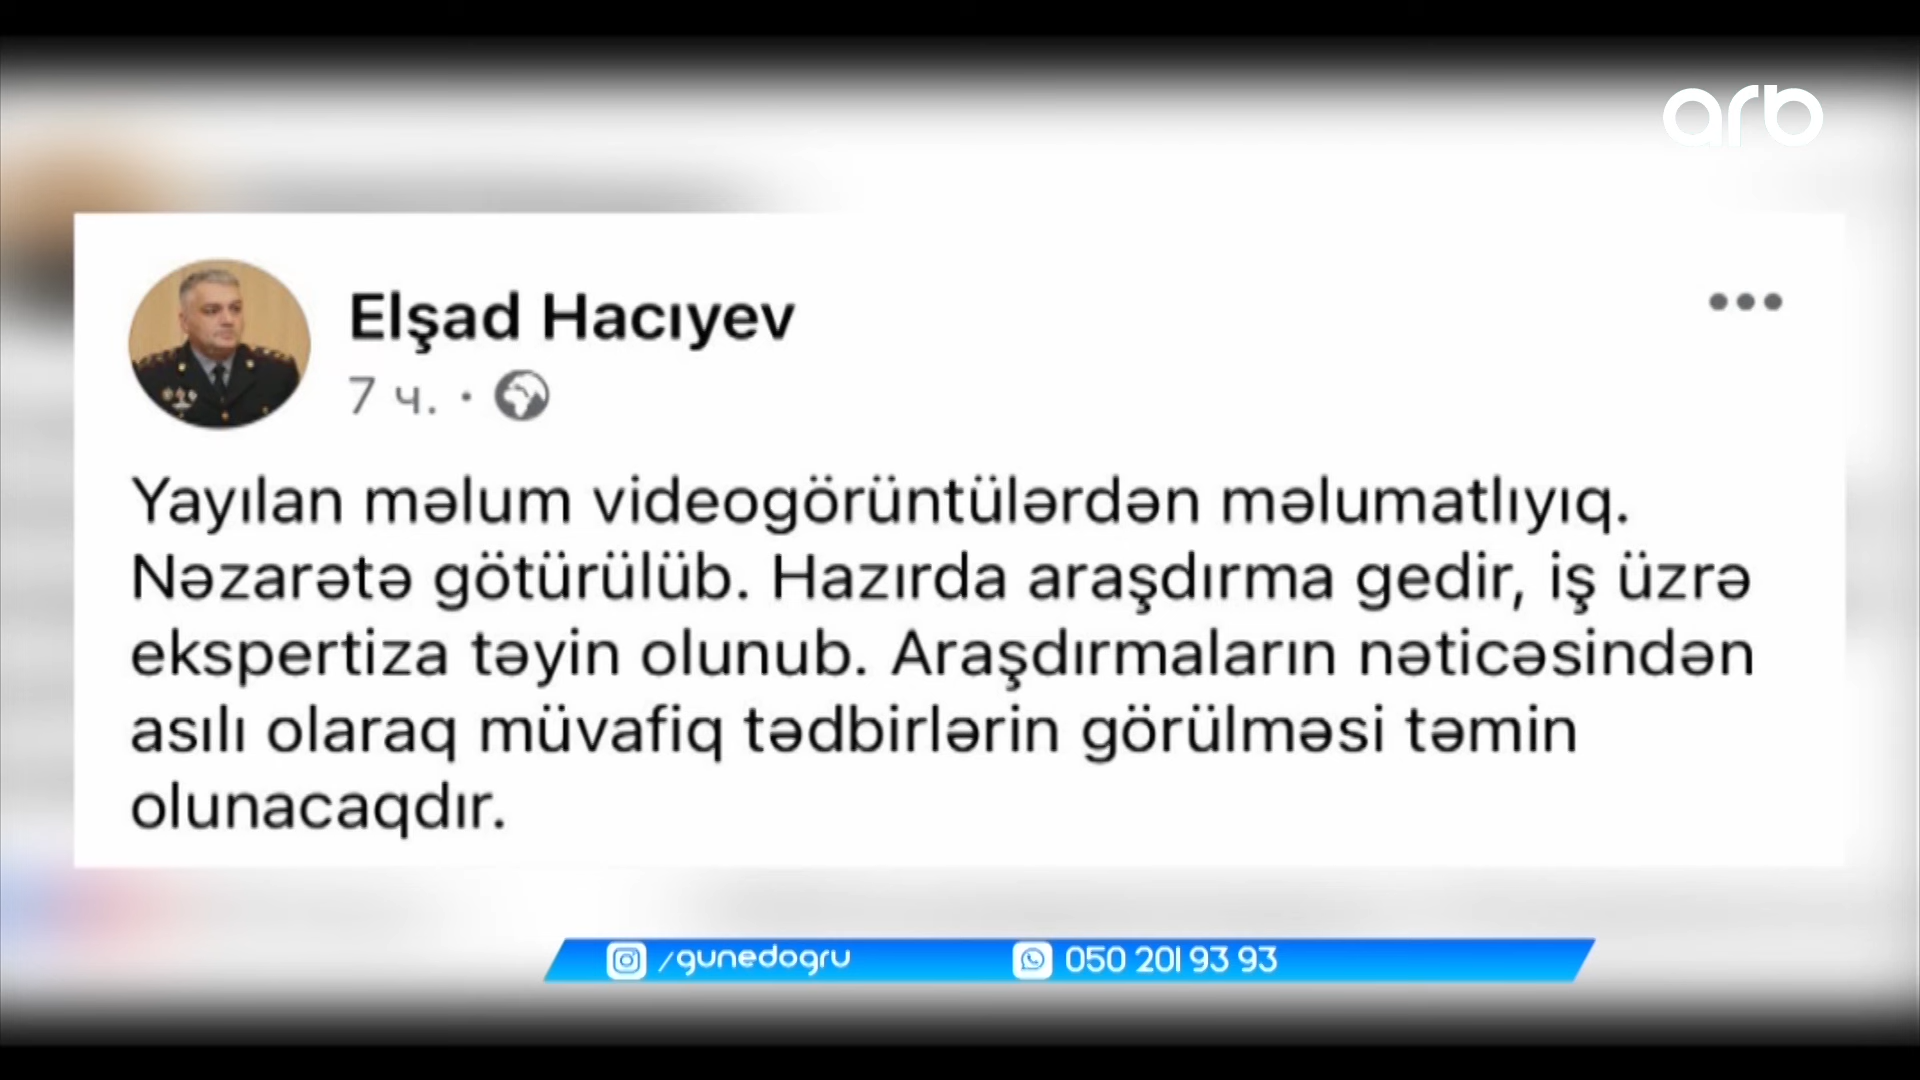 arb
Elşad Hacıyev
7 ч. ·
Yayılan məlum videogörüntülərdən məlumatlıyıq.
Nəzarətə götürülüb. Hazırda araşdırma gedir, iş üzrə
ekspertiza təyin olunub. Araşdırmaların nəticəsindən
asılı olaraq müvafiq tədbirlərin görülməsi təmin
olunacaqdır.
/gunedogru
050 201 93 93